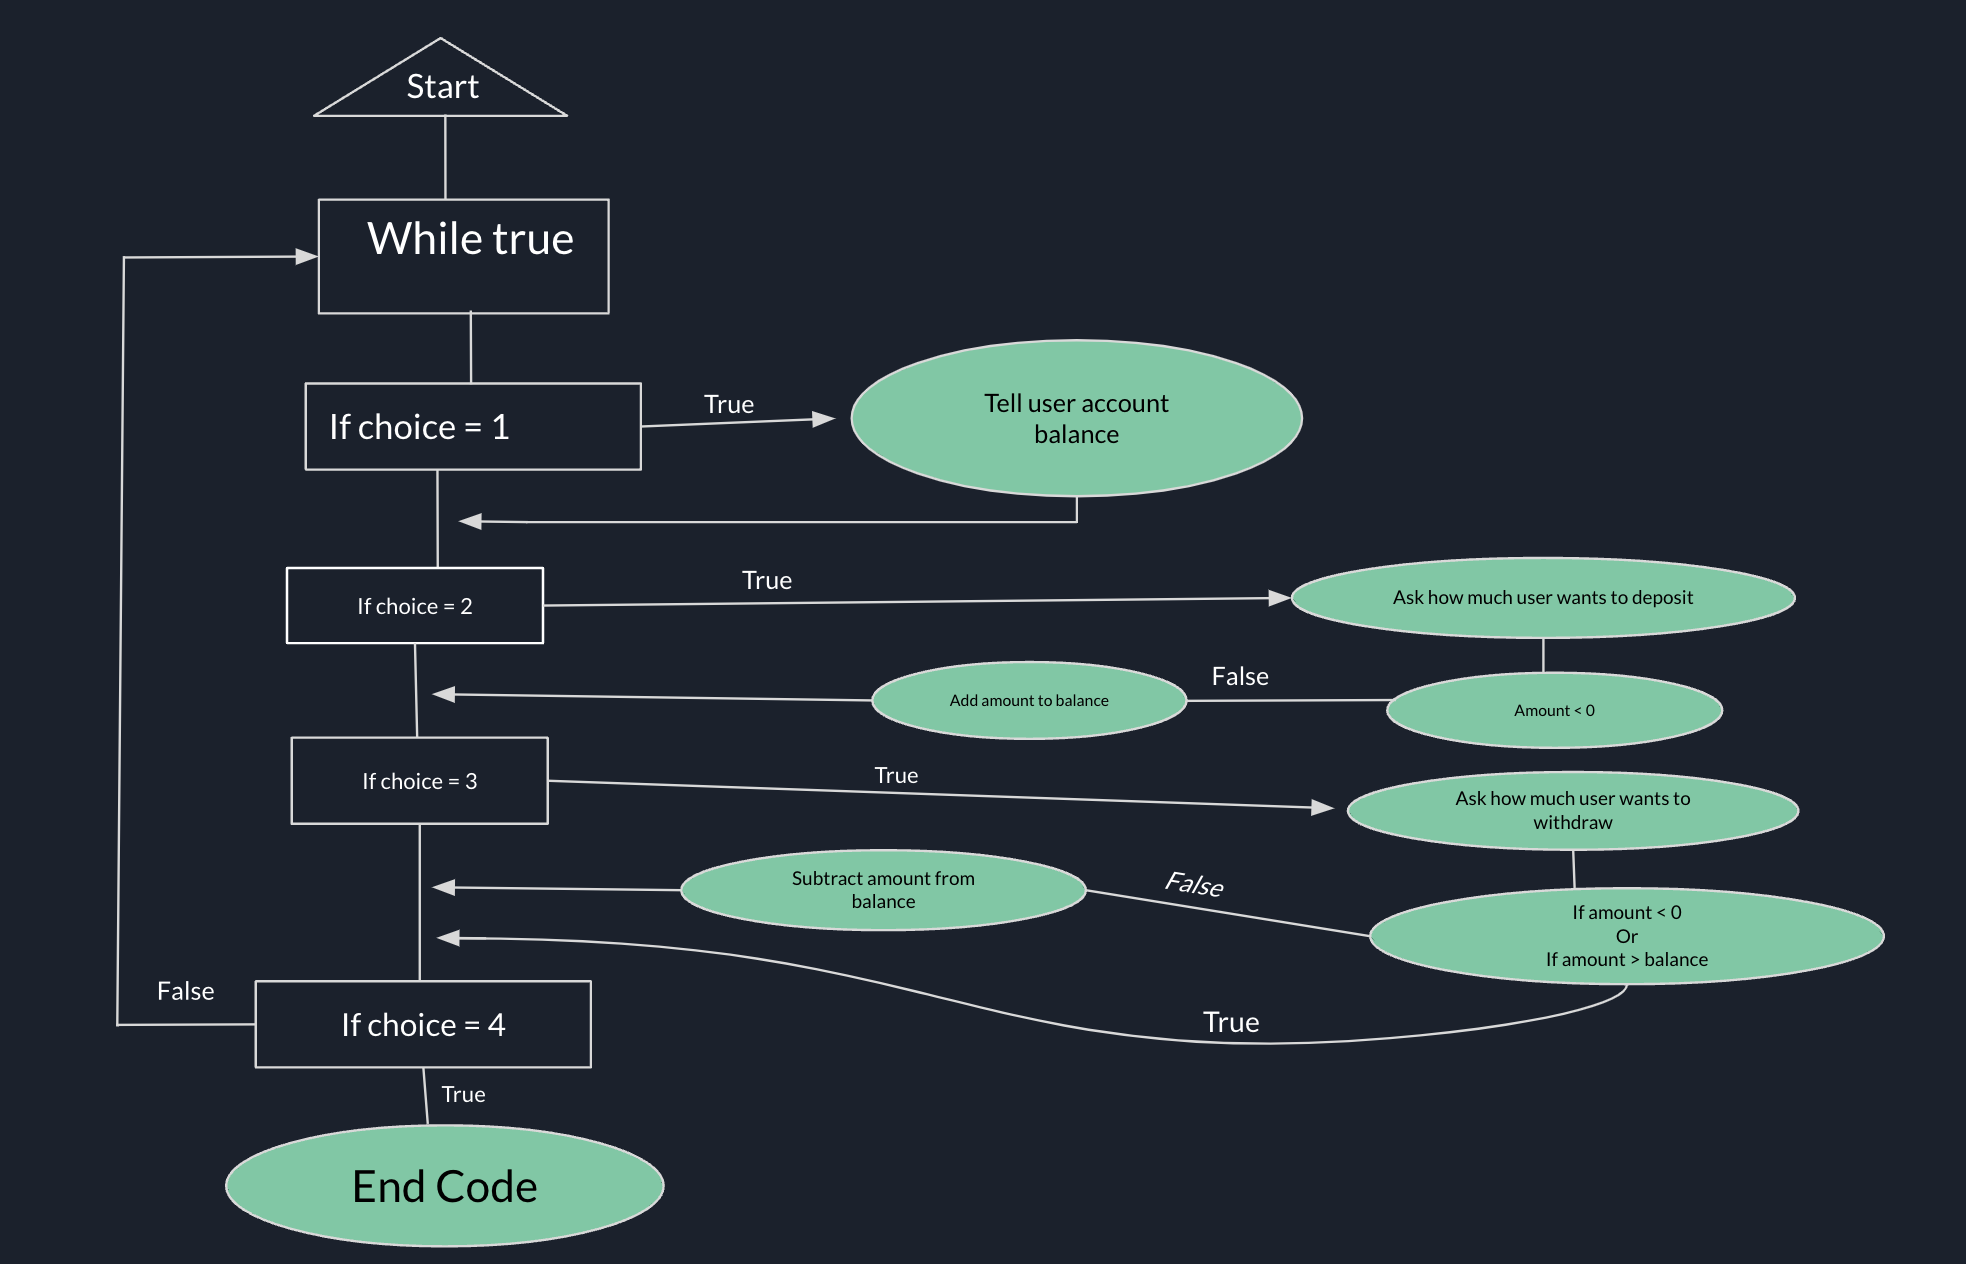 Start
While true
If choice = 1
True
Tell user account
balance
If choice = 2
True
Ask how much user wants to deposit
Add amount to balance
False
Amount < 0
If choice = 3
True
Ask how much user wants to
withdraw
Subtract amount from
balance
False
If amount < 0
Or
If amount > balance
True
False
If choice = 4
True
End Code